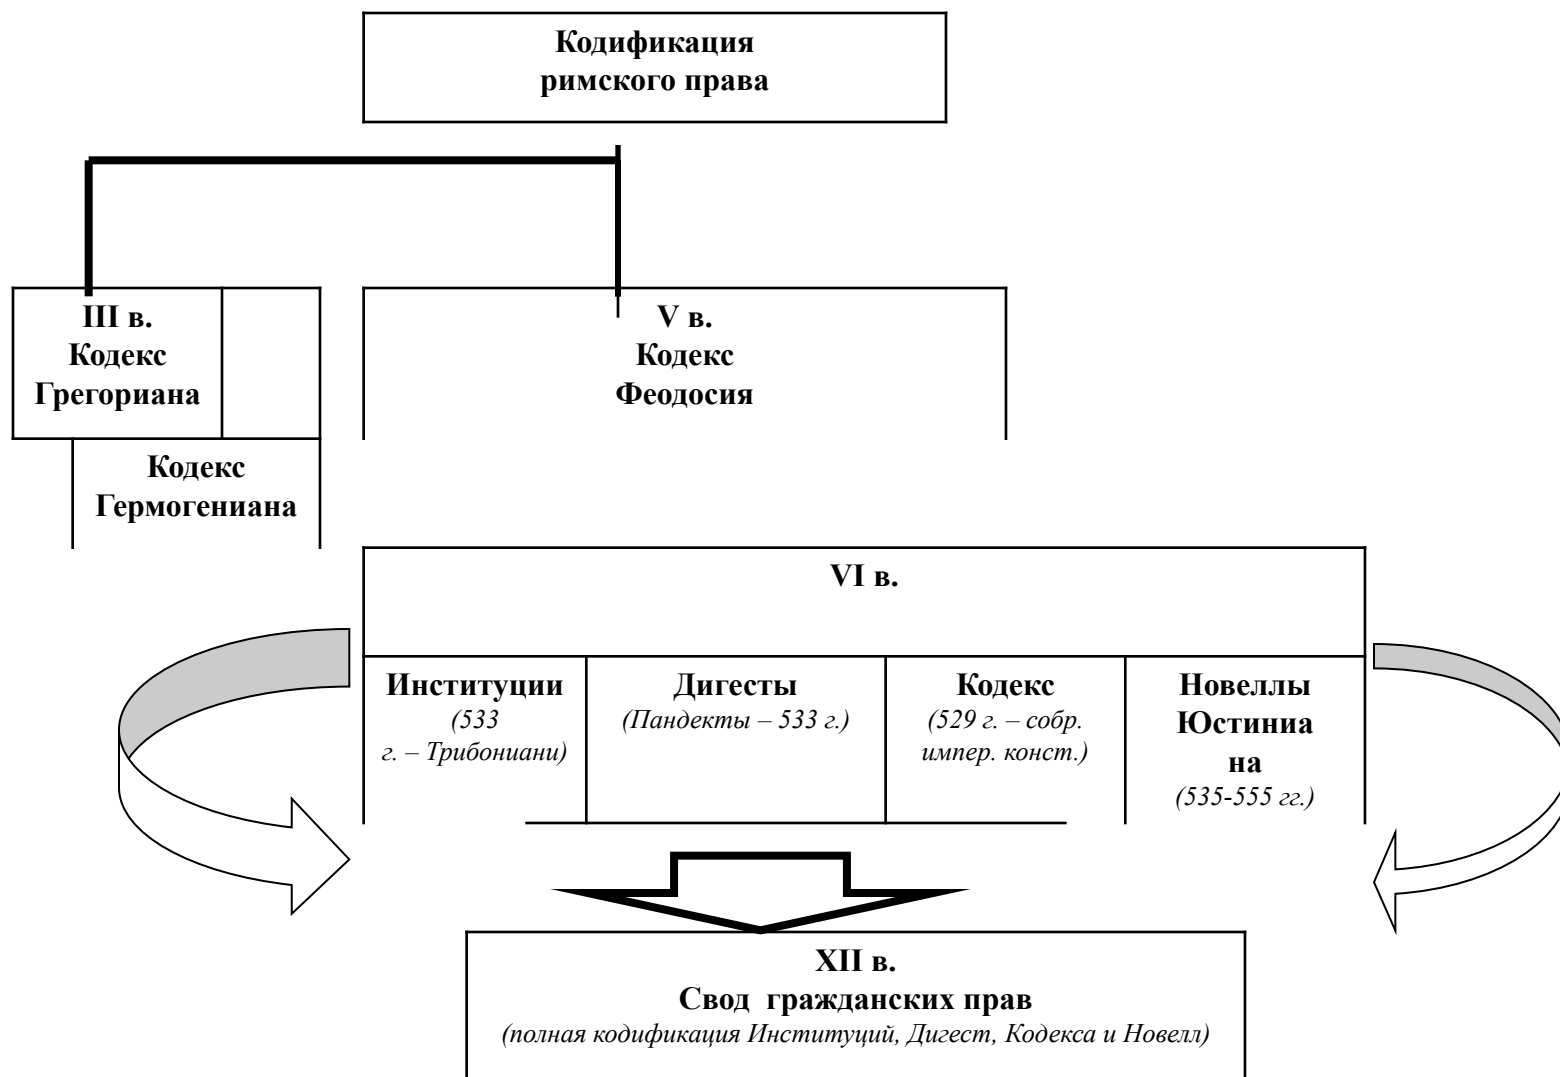 Кодификация
римского права
III в.
Кодекс
Грегориана
V в.
Кодекс
Феодосия
Кодекс
Гермогениана
VI в.
Институции
(533
г. – Трибониани)
Дигесты
(Пандекты – 533 г.)
Кодекс
(529 г. – собр.
импер. конст.)
Новеллы
Юстиниа
на
(535-555 гг.)
XII в.
Свод гражданских прав
(полная кодификация Институций, Дигест, Кодекса и Новелл)